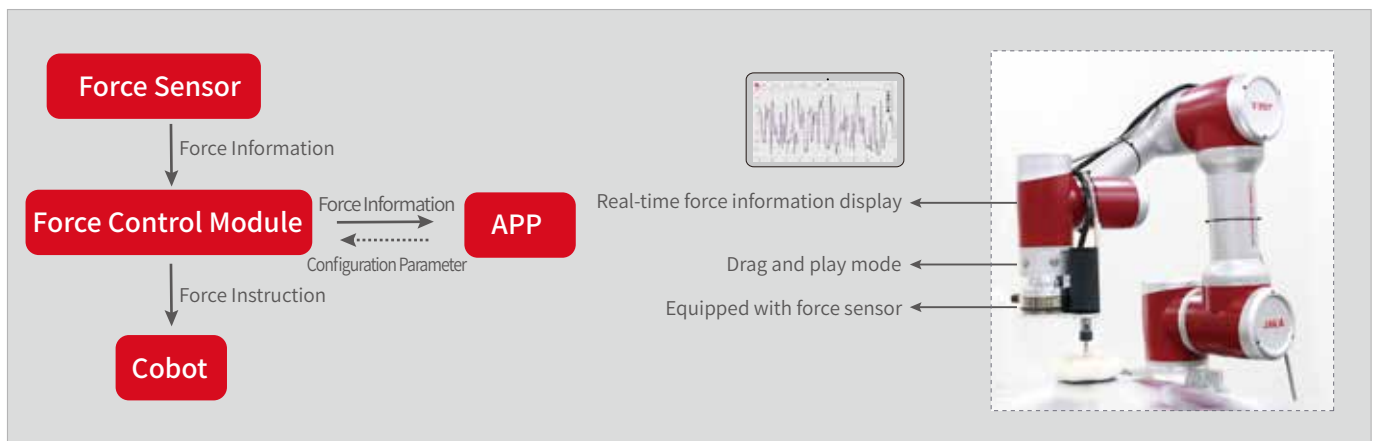 Force Sensor
Force Information
Force Control Module
Force Information
APP
Configuration Parameter
Force Instruction
Cobot
Real-time force information display
Drag and play mode
Equipped with force sensor
JAKA